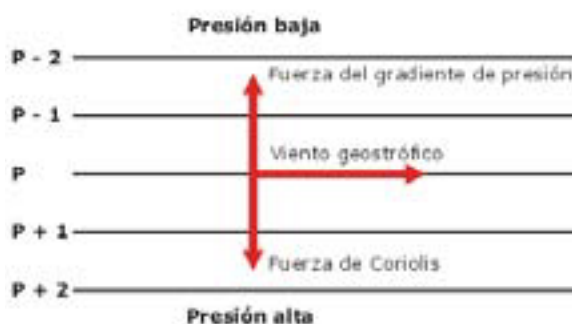 Presión baja
P - 2
Fuerza del gradiente de presión
P - 1
Viento geostrófico
P
P + 1
Fuerza de Coriolis
P + 2
Presión alta